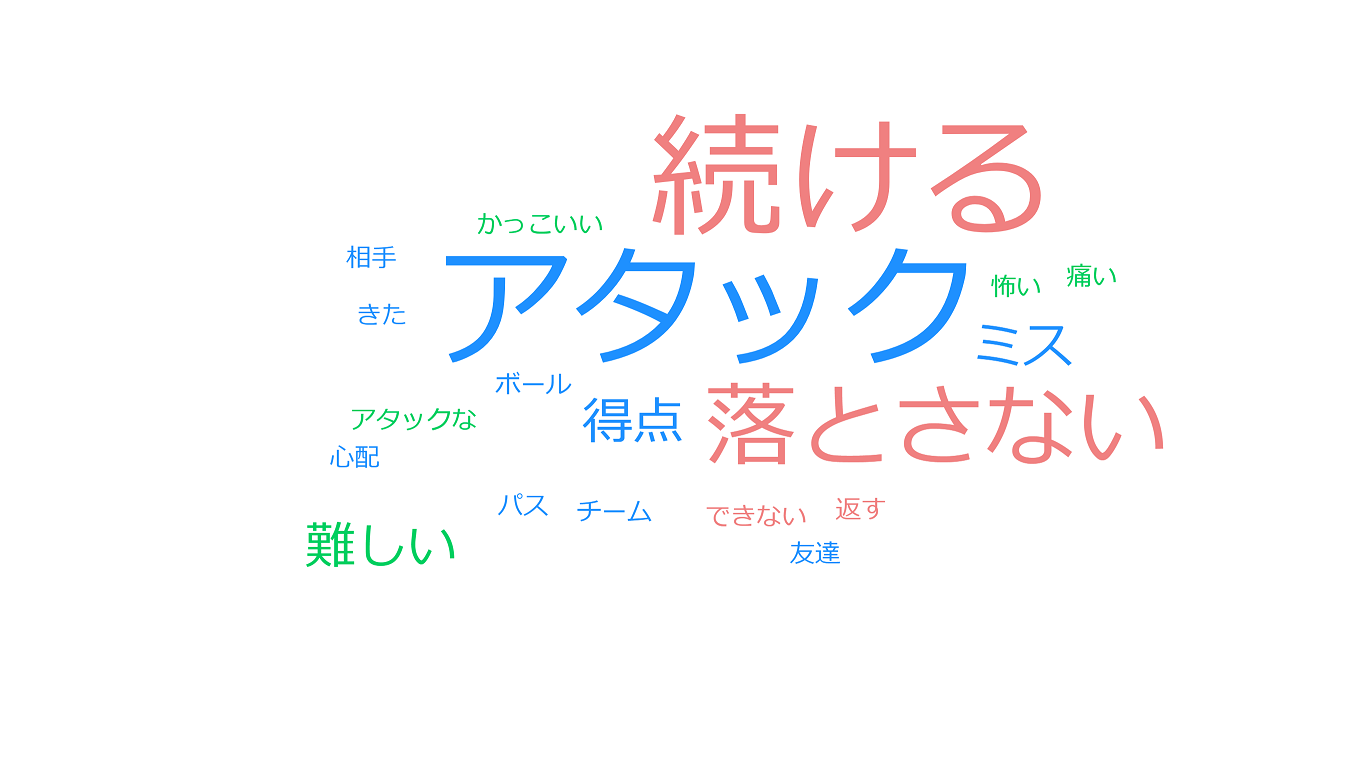 続ける
かっこいい
相手
アタック
怖い
痛い
きた
ミス
ボール
得点
落とさない
アタックな
心配
パス
チーム
できない
返す
難しい
友達